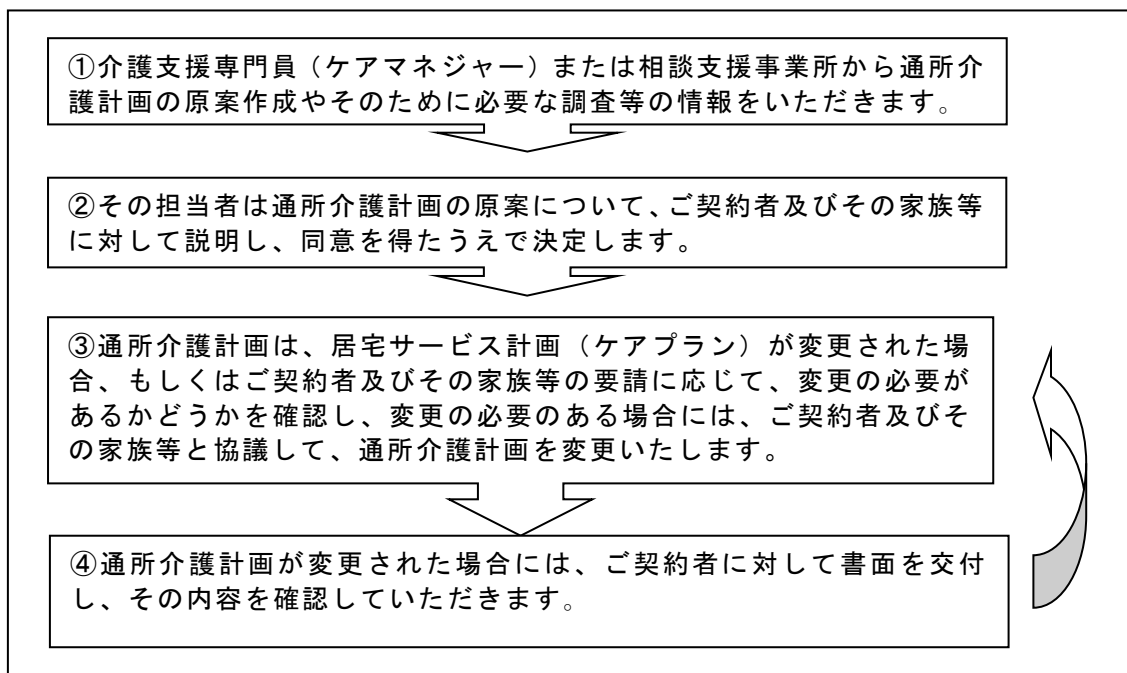 ①介護支援専門員（ケアマネジャー）または相談支援事業所から通所介
護計画の原案作成やそのために必要な調査等の情報をいただきます。
②その担当者は通所介護計画の原案について、ご契約者及びその家族等
に対して説明し、同意を得たうえで決定します。
③通所介護計画は、居宅サービス計画（ケアプラン）が変更された場
合、もしくはご契約者及びその家族等の要請に応じて、変更の必要が
あるかどうかを確認し、変更の必要のある場合には、ご契約者及びそ
の家族等と協議して、通所介護計画を変更いたします。
④通所介護計画が変更された場合には、ご契約者に対して書面を交付
し、その内容を確認していただきます。